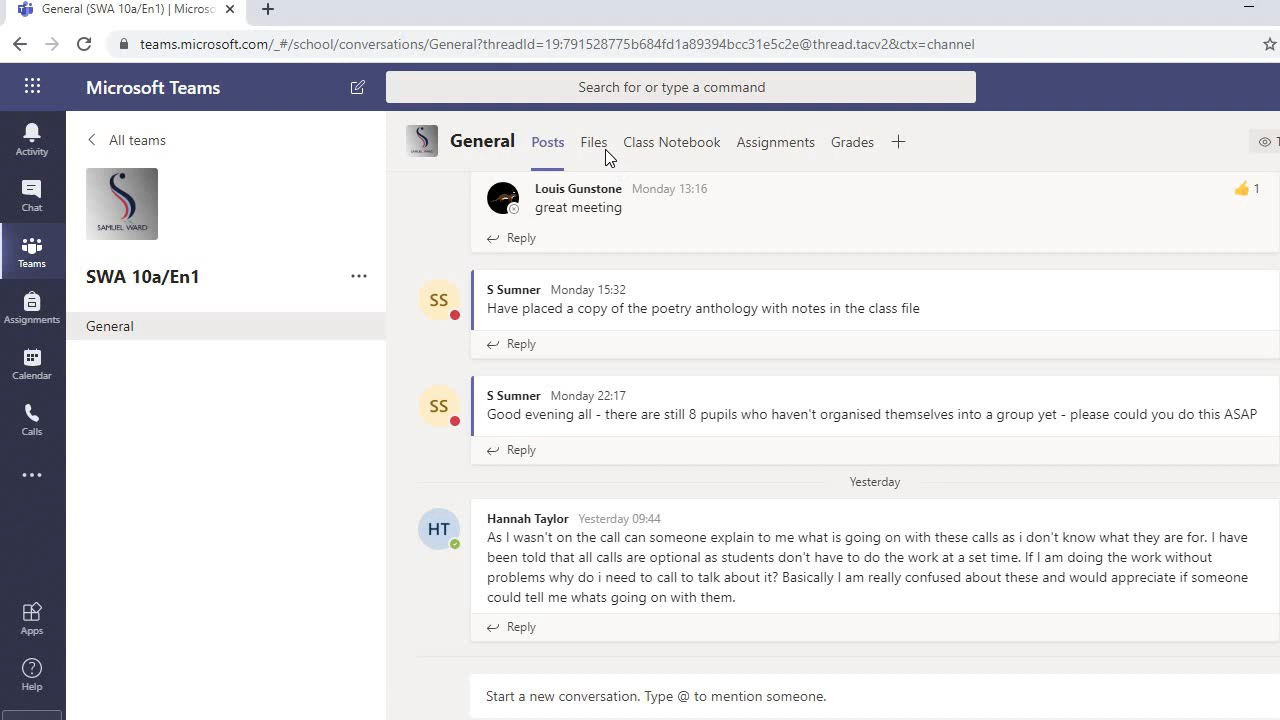 General (SWA 10a/En1) | Microso
teams.microsoft.com/_#/school/conversations/General?threadId=19:791528775b684fd1a89394bcc31e5c2e@thread.tacv2&ctx=channel
Microsoft Teams
Search for or type a command
Activity
Chat
Teams
Assignments
Calendar
Calls
Apps
Help
All teams
SAMUEL WARD
SWA 10a/En1
General
General Posts Files Class Notebook Assignments Grades
Louis Gunstone Monday 13:16
1
great meeting
Reply
SS
S Sumner Monday 15:32
Have placed a copy of the poetry anthology with notes in the class file
Reply
SS
S Sumner Monday 22:17
Good evening all - there are still 8 pupils who haven't organised themselves into a group yet - please could you do this ASAP
Reply
Yesterday
HT
Hannah Taylor Yesterday 09:44
As I wasn't on the call can someone explain to me what is going on with these calls as i don't know what they are for. I have
been told that all calls are optional as students don't have to do the work at a set time. If I am doing the work without
problems why do i need to call to talk about it? Basically I am really confused about these and would appreciate if someone
could tell me whats going on with them.
Reply
Start a new conversation. Type @ to mention someone.